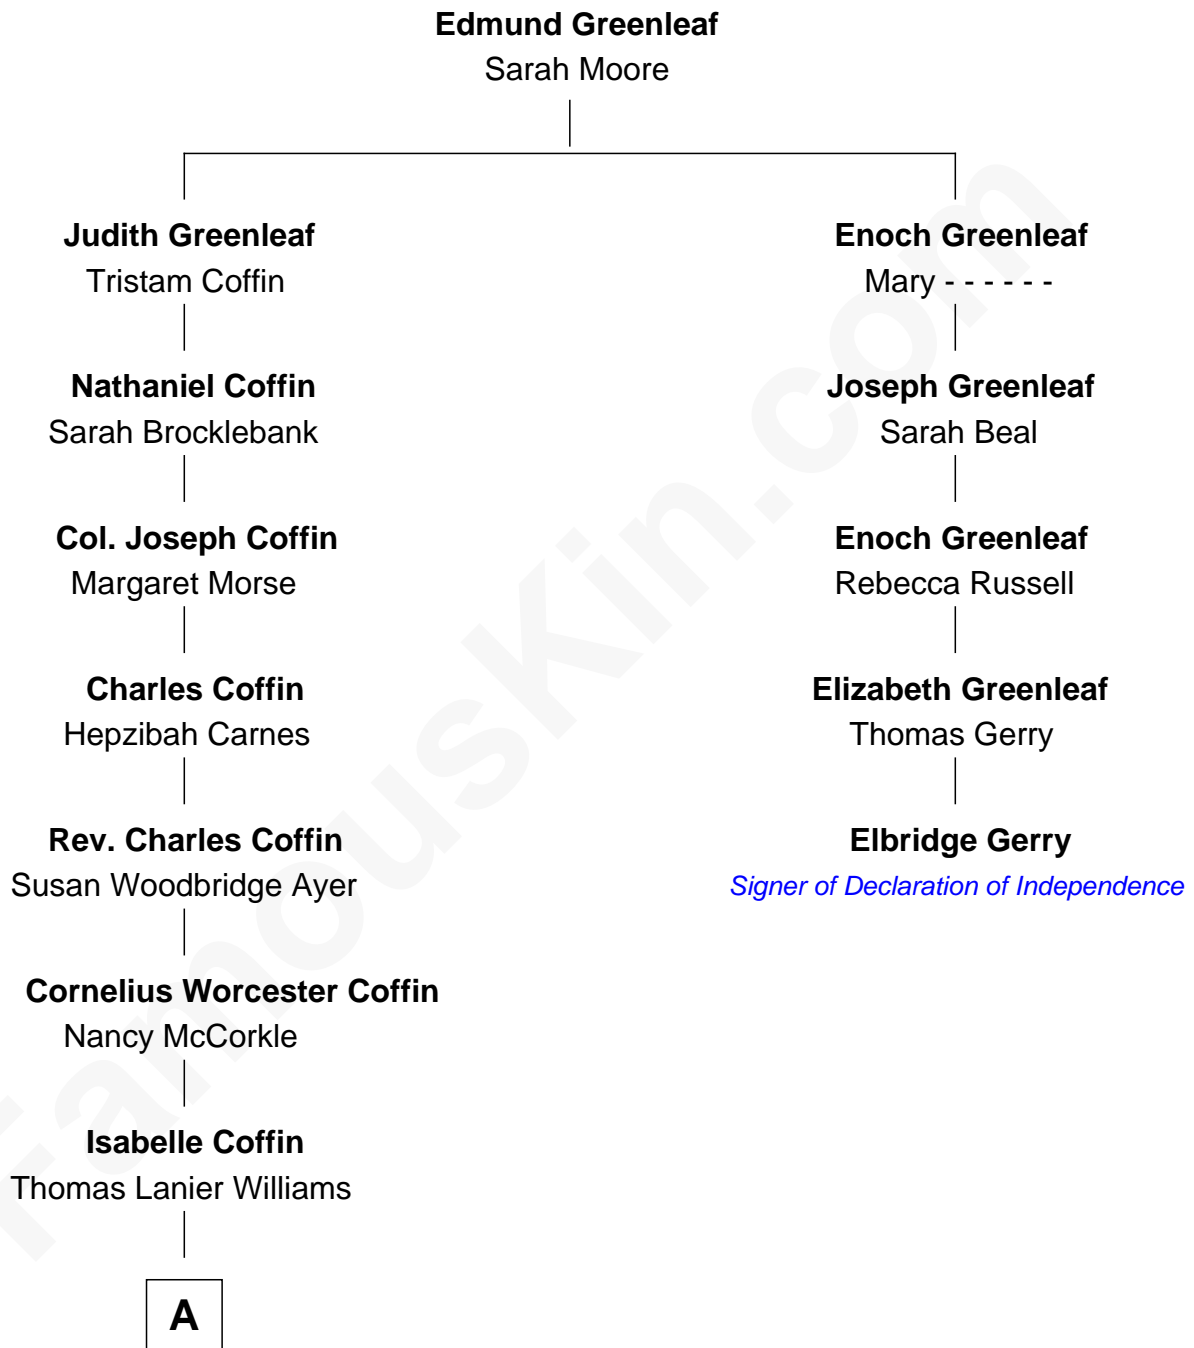 Edmund Greenleaf
Sarah Moore
Judith Greenleaf
Tristam Coffin
Nathaniel Coffin
Sarah Brocklebank
Col. Joseph Coffin
Margaret Morse
Charles Coffin
Hepzibah Carnes
Rev. Charles Coffin
Susan Woodbridge Ayer
Cornelius Worcester Coffin
Nancy McCorkle
Isabelle Coffin
Thomas Lanier Williams
A
Enoch Greenleaf
Mary - - - - - -
Joseph Greenleaf
Sarah Beal
Enoch Greenleaf
Rebecca Russell
Elizabeth Greenleaf
Thomas Gerry
Elbridge Gerry
Signer of Declaration of Independence
FamousKin.com